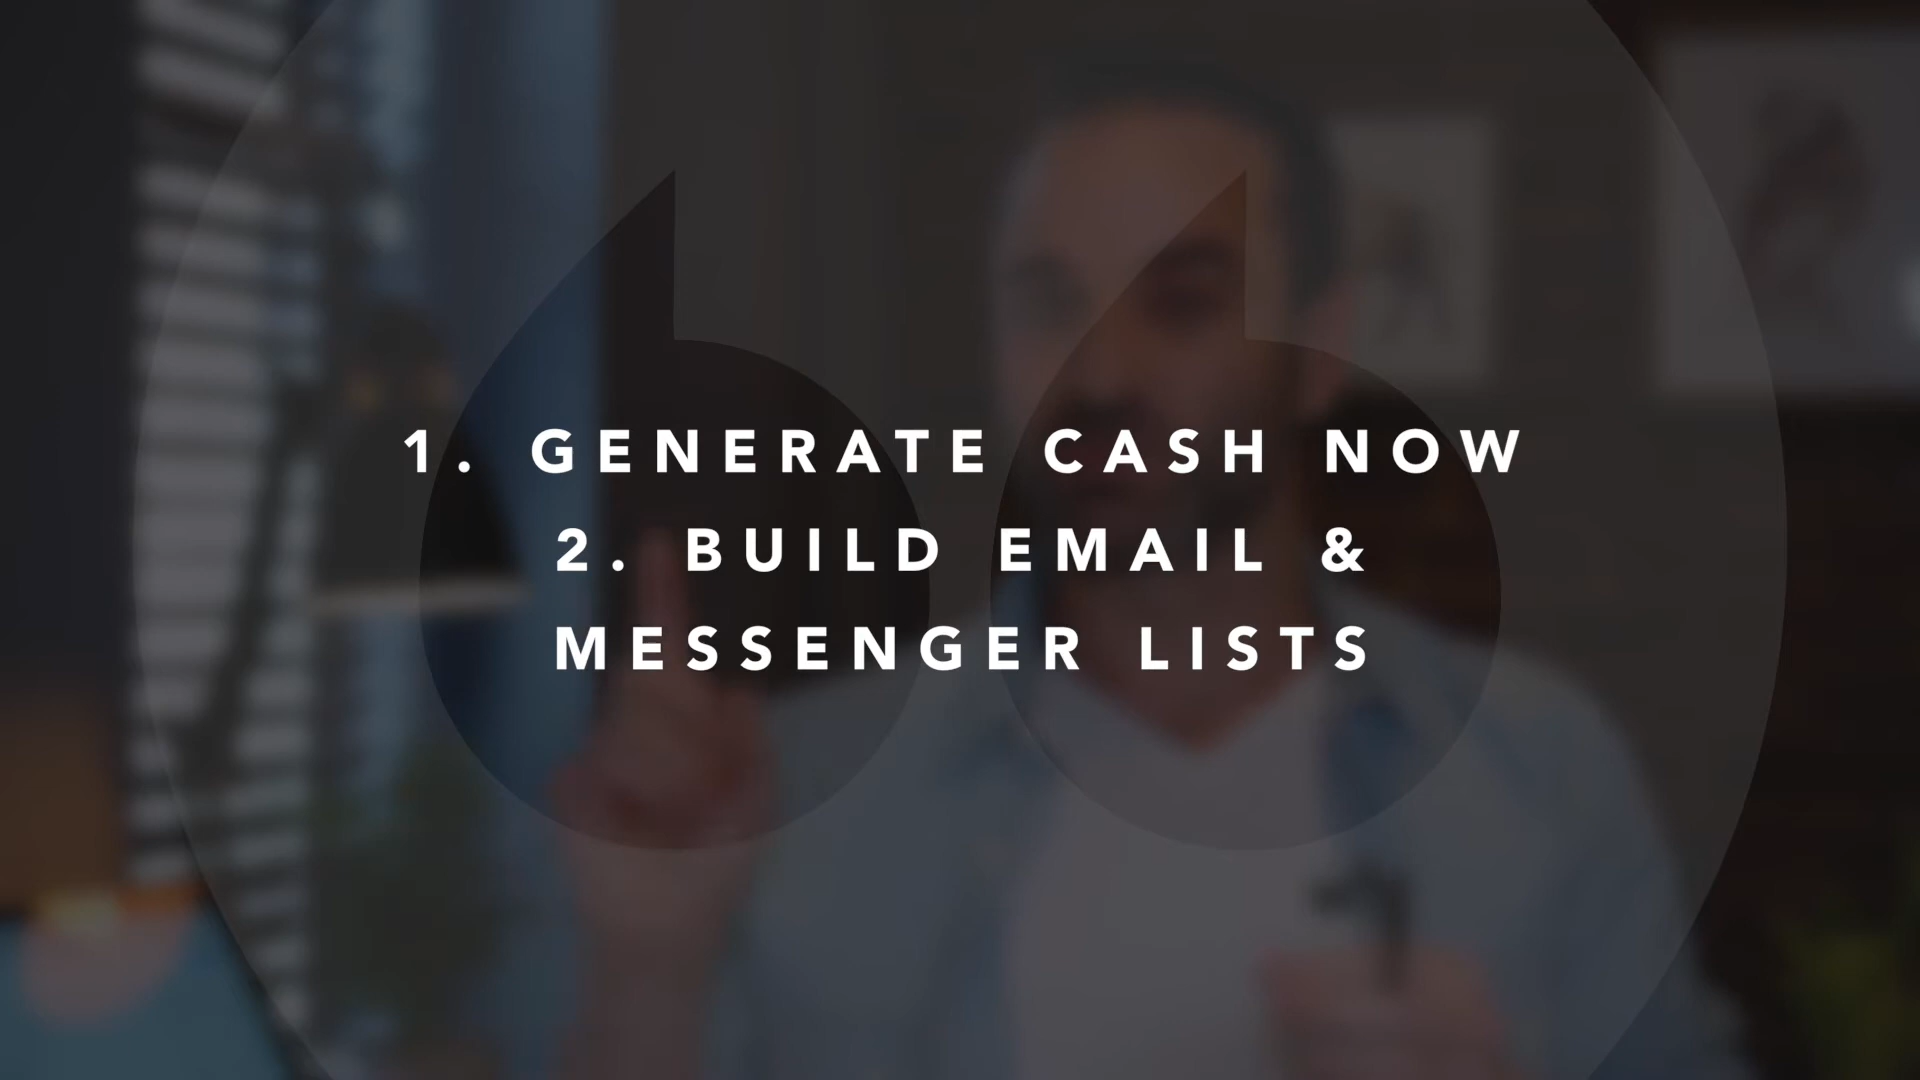 1. GENERATE CASH NOW
2. BUILD EMAIL &
MESSENGER LISTS